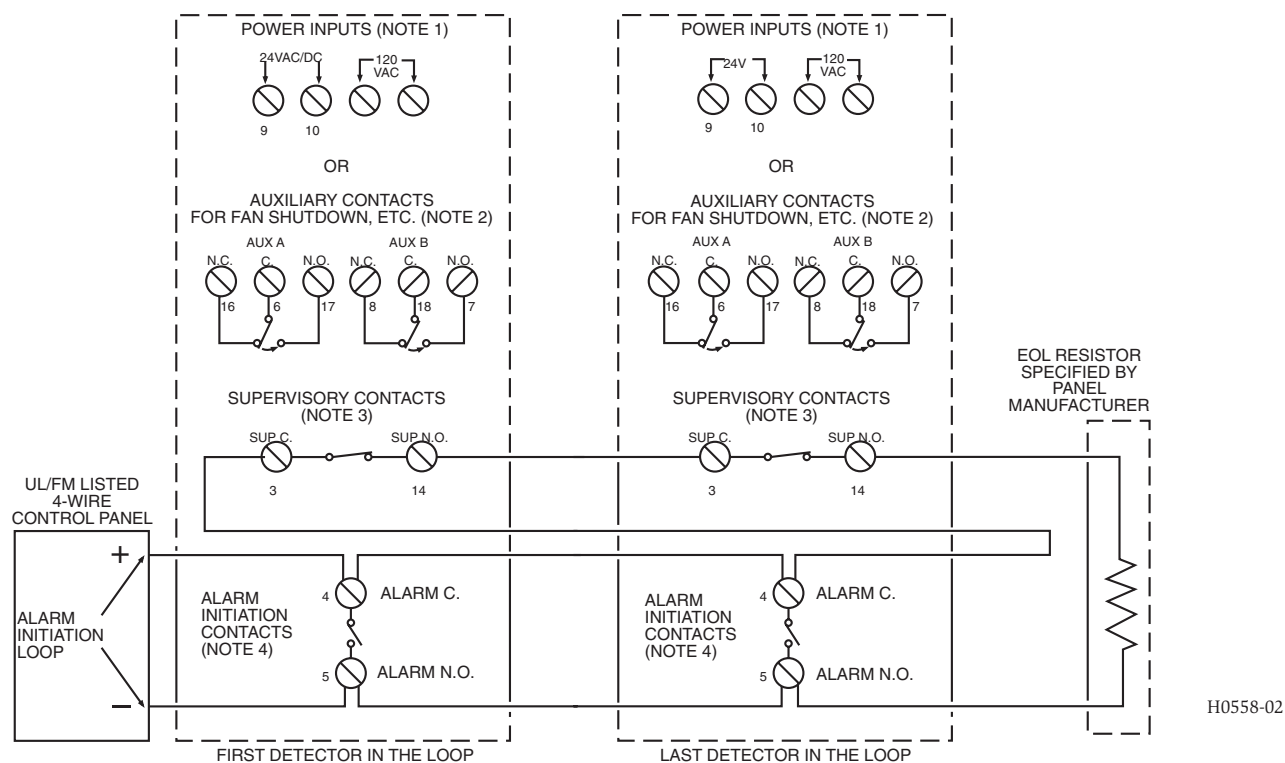 POWER INPUTS (NOTE 1)
24VAC/DC
120
VAC
9
10
OR
AUXILIARY CONTACTS
FOR FAN SHUTDOWN, ETC. (NOTE 2)
AUX A
AUX B
N.C.
C.
N.O.
N.C.
C.
N.O.
16
6
17
8
18
7
SUPERVISORY CONTACTS
(NOTE 3)
SUP C.
SUP N.O.
3
14
POWER INPUTS (NOTE 1)
24V
120
VAC
9
10
OR
AUXILIARY CONTACTS
FOR FAN SHUTDOWN, ETC. (NOTE 2)
AUX A
AUX B
N.C.
C.
N.O.
N.C.
C.
N.O.
16
6
17
8
18
7
SUPERVISORY CONTACTS
(NOTE 3)
SUP C.
SUP N.O.
3
14
EOL RESISTOR
SPECIFIED BY
PANEL
MANUFACTURER
UL/FM LISTED
4-WIRE
CONTROL PANEL
+
ALARM
INITIATION
LOOP
–
ALARM
INITIATION
CONTACTS
(NOTE 4)
4
ALARM C.
5
ALARM N.O.
ALARM
INITIATION
CONTACTS
(NOTE 4)
4
ALARM C.
5
ALARM N.O.
FIRST DETECTOR IN THE LOOP
LAST DETECTOR IN THE LOOP
H0558-02